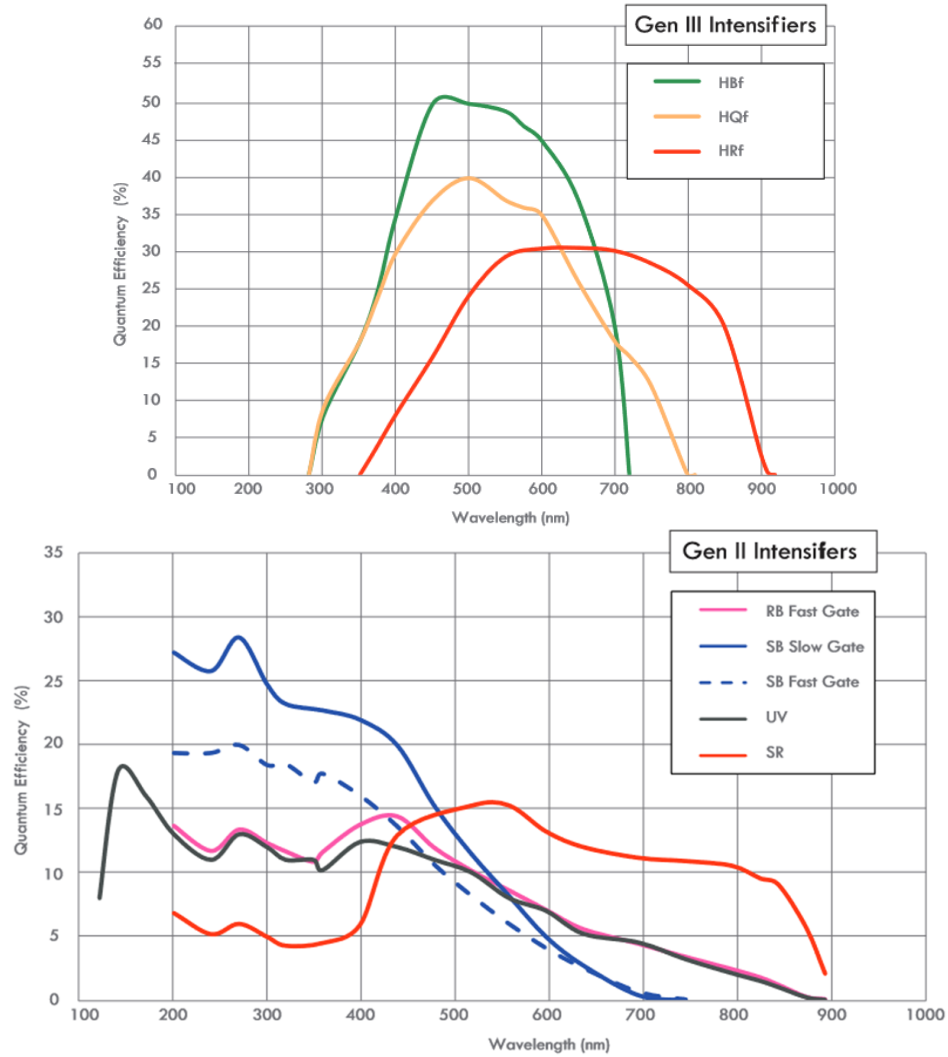 Gen III Intensifiers
HBf
HQf
HRf
60
55
50
45
40
35
30
25
20
15
10
5
0
Quantum Efficiency (%)
100 200 300 400 500 600 700 800 900 1000
Wavelength (nm)
Gen II Intensifers
RB Fast Gate
SB Slow Gate
SB Fast Gate
UV
SR
35
30
25
20
15
10
5
0
Quantum Efficiency (%)
100 200 300 400 500 600 700 800 900 1000
Wavelength (nm)